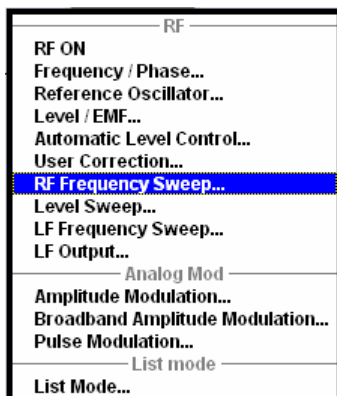 RF
RF ON
Frequency / Phase...
Reference Oscillator...
Level / EMF...
Automatic Level Control...
User Correction...
RF Frequency Sweep...
Level Sweep...
LF Frequency Sweep...
LF Output...
Analog Mod
Amplitude Modulation...
Broadband Amplitude Modulation...
Pulse Modulation...
List mode
List Mode...